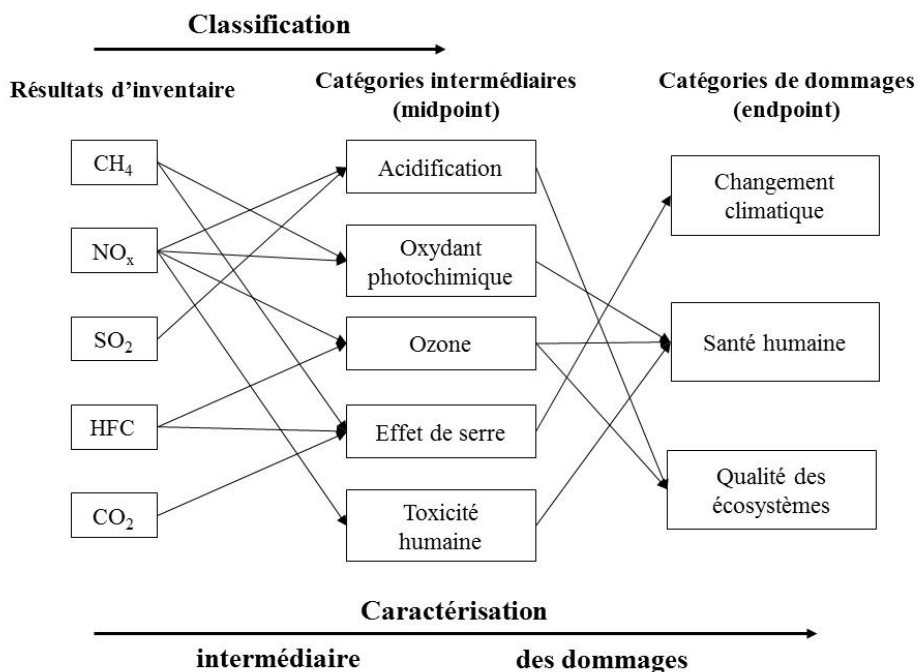 Classification
Résultats d’inventaire
Catégories intermédiaires
(midpoint)
Catégories de dommages
(endpoint)
CH₄
NOₓ
SO₂
HFC
CO₂
Acidification
Oxydant
photochimique
Ozone
Effet de serre
Toxicité
humaine
Changement
climatique
Santé humaine
Qualité des
écosystèmes
Caractérisation
intermédiaire
des dommages